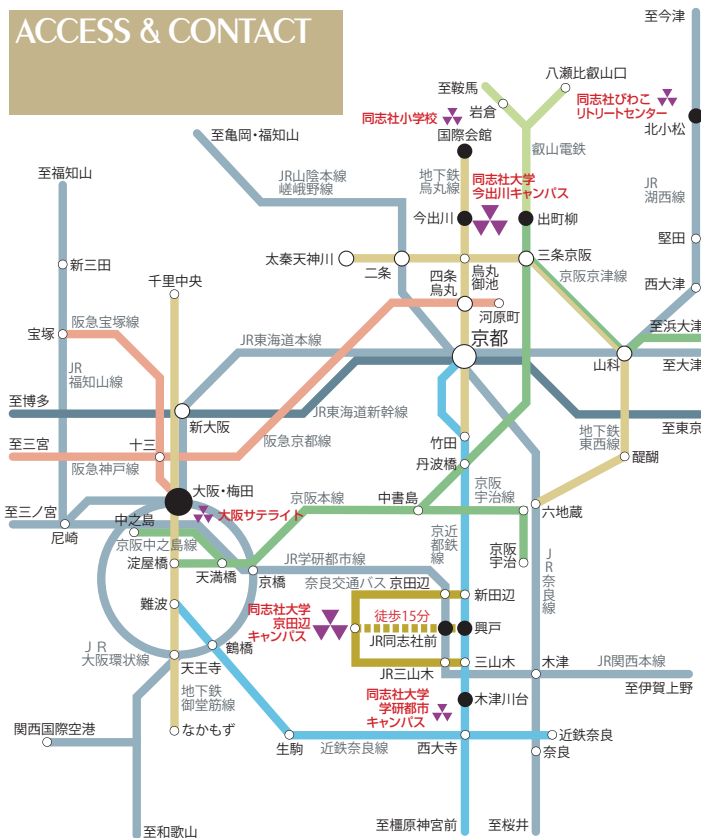 ACCESS & CONTACT
至今津
八瀬比叡山口
至鞍馬
岩倉
同志社びわこ
リトリートセンター
同志社小学校
国際会館
北小松
至亀岡・福知山
叡山電鉄
至福知山
JR山陰本線
嵯峨野線
地下鉄
烏丸線
同志社大学
今出川キャンパス
JR
湖西線
今出川
出町柳
堅田
新三田
太秦天神川
二条
四条
烏丸
烏丸
御池
三条京阪
京阪京津線
西大津
千里中央
河原町
宝塚
阪急宝塚線
JR東海道本線
京都
至浜大津
山科
至大津
JR
福知山線
至博多
新大阪
JR東海道新幹線
地下鉄
東西線
至東京
至三宮
十三
阪急京都線
竹田
阪急神戸線
丹波橋
醍醐
大阪・梅田
大阪サテライト
京阪本線
中書島
京阪
宇治線
六地蔵
至三ノ宮
尼崎
中之島
京阪中之島線
近鉄
京都線
京阪
宇治
JR奈良線
淀屋橋
天満橋
京橋
JR学研都市線
奈良交通バス
京田辺
新田辺
難波
同志社大学
京田辺
キャンパス
徒歩15分
興戸
JR同志社前
JR
大阪環状線
鶴橋
天王寺
三山木
JR三山木
木津
JR関西本線
至伊賀上野
地下鉄
御堂筋線
同志社大学
学研都市
キャンパス
木津川台
なかもず
関西国際空港
生駒
近鉄奈良線
西大寺
近鉄奈良
奈良
至和歌山
至橿原神宮前
至桜井